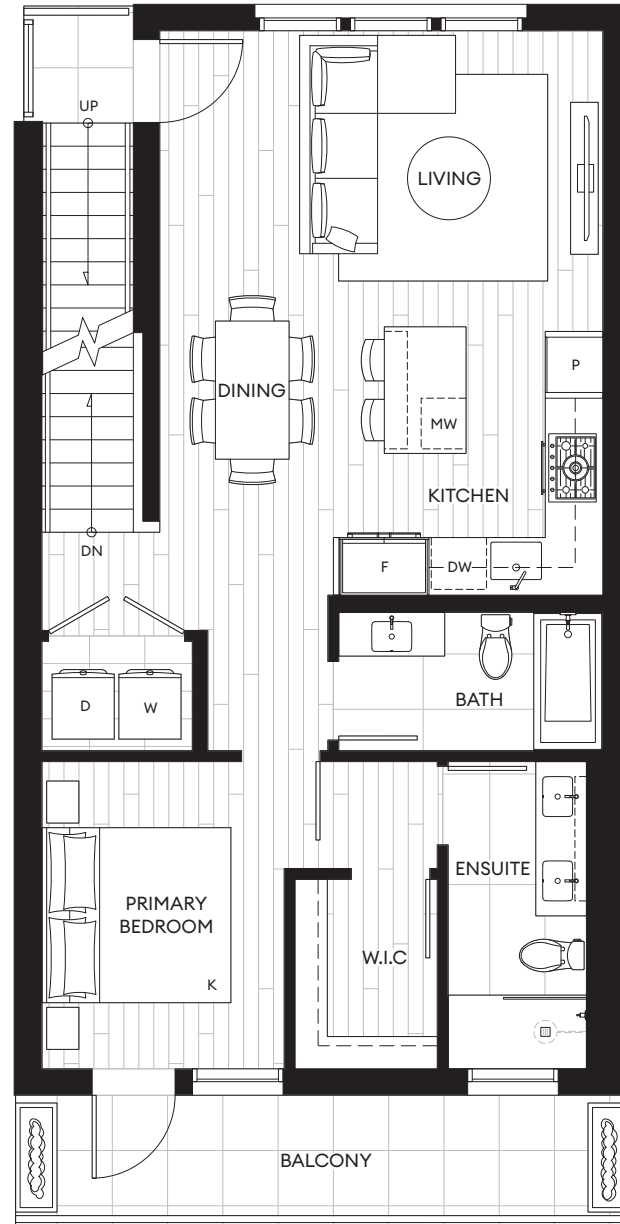 UP
LIVING
DINING
P
MW
KITCHEN
DN
F
DW
D
W
BATH
PRIMARY
BEDROOM
K
ENSUITE
W.I.C
BALCONY